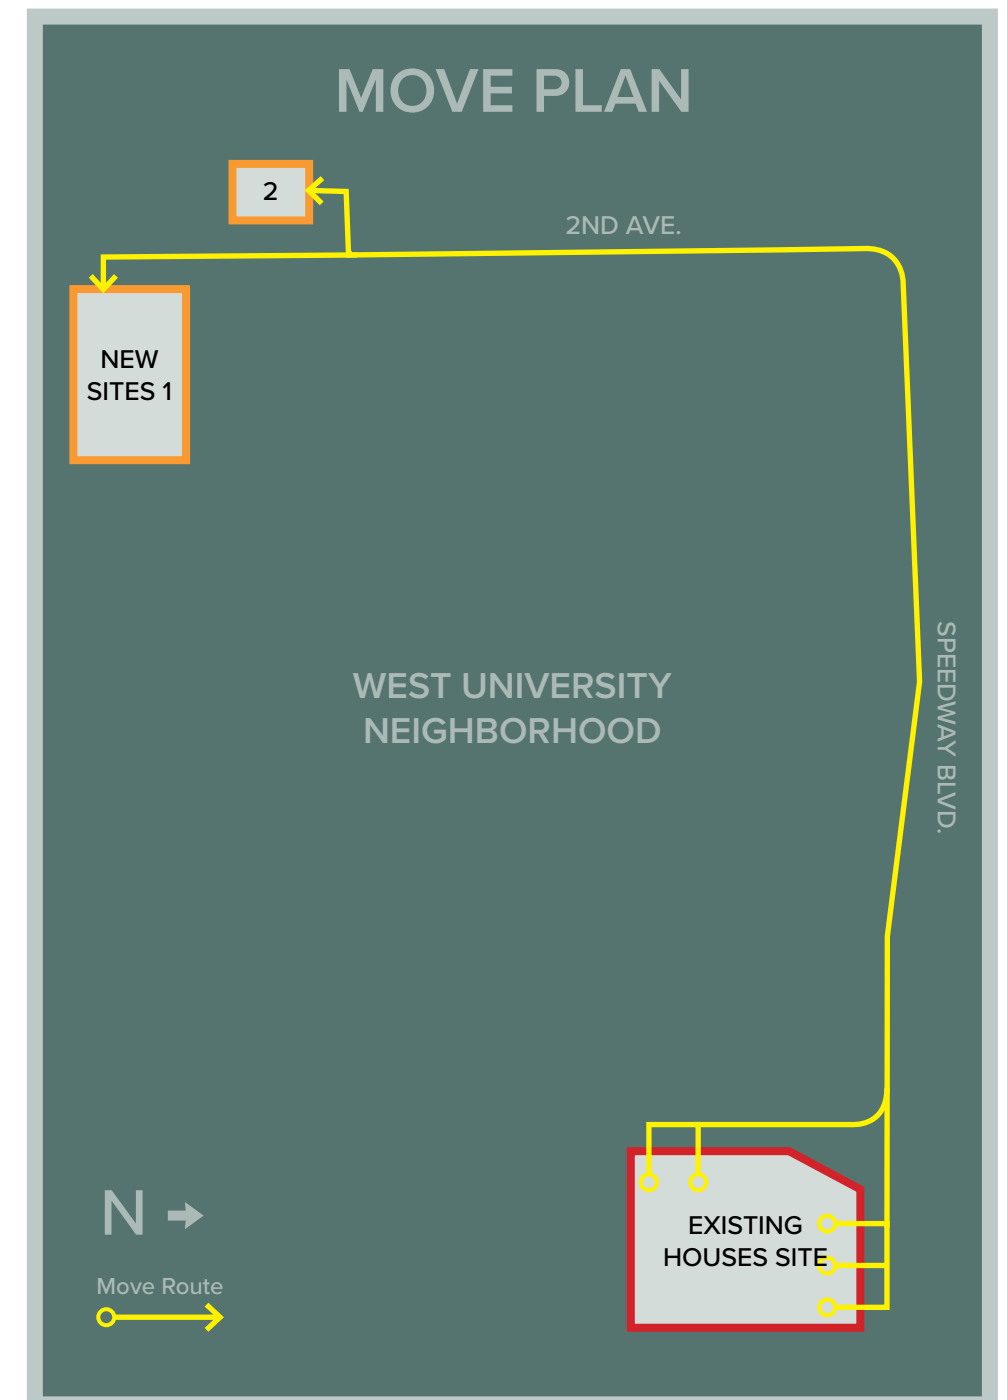 MOVE PLAN
2
2ND AVE.
NEW
SITES 1
SPEEDWAY BLVD.
WEST UNIVERSITY
NEIGHBORHOOD
EXISTING
HOUSES SITE
N
Move Route